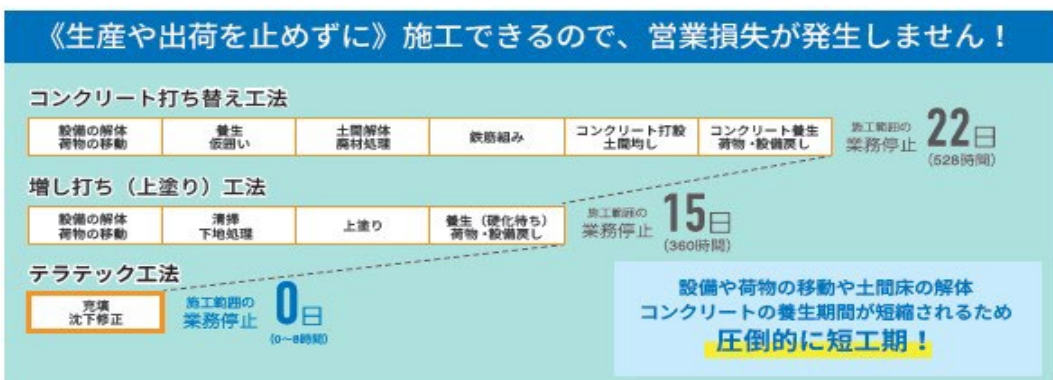 《生産や出荷を止めずに》施工できるので、営業損失が発生しません！
コンクリート打ち替え工法
設備の解体
荷物の移動
養生
仮囲い
土間解体
廃材処理
鉄筋組み
コンクリート打設
土間均し
コンクリート養生
荷物・設備戻し
施工範囲の
業務停止
22日
(528時間)
増し打ち（上塗り）工法
設備の解体
荷物の移動
清掃
下地処理
上塗り
養生（硬化待ち）
荷物・設備戻し
施工範囲の
業務停止
15日
(360時間)
テラテック工法
充填
沈下修正
施工範囲の
業務停止
0日
(0～8時間)
設備や荷物の移動や土間床の解体
コンクリートの養生期間が短縮されるため
圧倒的に短工期！